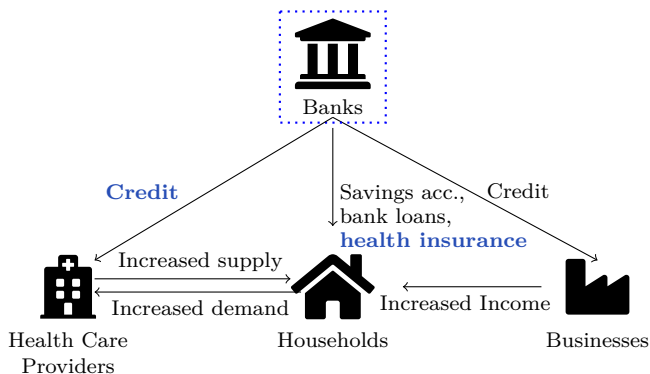 Banks
Credit
Savings acc.,
bank loans,
health insurance
Credit
Increased supply
Increased demand
Increased Income
Health Care
Providers
Households
Businesses